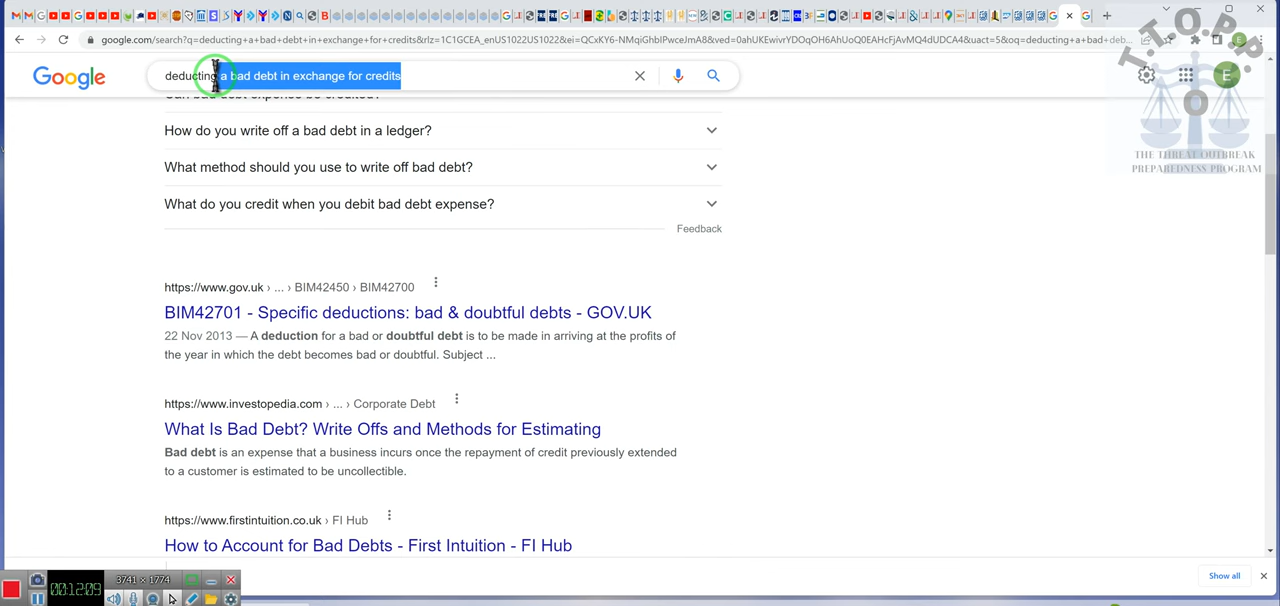 google.com/search?q=deducting+a+bad+debt+in+exchange+for+credits&rlz=1C1GCEA_enUS1022US1022&ei=QCxKY6-NMqiGhbIPwceJmA8&ved=0ahUKEwivrYDOqOH6AhUoQ0EAHcFjAvMQ4dUDCA4&uact=5&oq=deducting+a+bad+deb...
T.T.O.P.P.
Google
deducting a bad debt in exchange for credits
E
Can bad debt expense be credited?
How do you write off a bad debt in a ledger?
THE THREAT OUTBREAK
PREPAREDNESS PROGRAM
What method should you use to write off bad debt?
What do you credit when you debit bad debt expense?
Feedback
https://www.gov.uk › ... › BIM42450 › BIM42700
BIM42701 - Specific deductions: bad & doubtful debts - GOV.UK
22 Nov 2013 — A deduction for a bad or doubtful debt is to be made in arriving at the profits of
the year in which the debt becomes bad or doubtful. Subject ...
https://www.investopedia.com › ... › Corporate Debt
What Is Bad Debt? Write Offs and Methods for Estimating
Bad debt is an expense that a business incurs once the repayment of credit previously extended
to a customer is estimated to be uncollectible.
https://www.firstintuition.co.uk › FI Hub
How to Account for Bad Debts - First Intuition - FI Hub
Show all
00:12:09
3741 × 1774